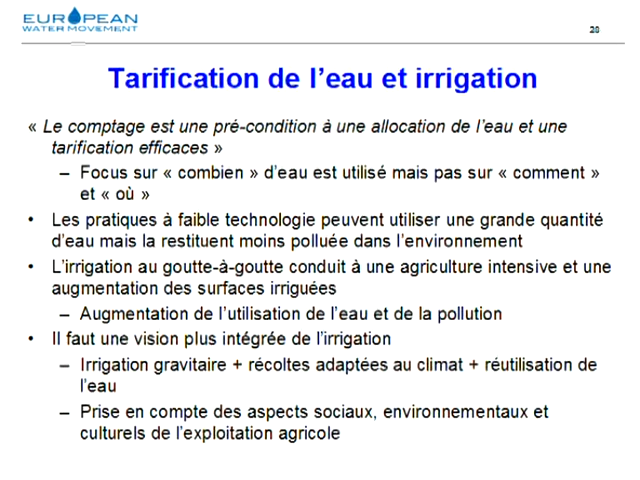 EUROPEAN
WATER MOVEMENT
20
Tarification de l'eau et irrigation
« Le comptage est une pré-condition à une allocation de l'eau et une
tarification efficaces »
– Focus sur « combien » d'eau est utilisé mais pas sur « comment »
et « où »
• Les pratiques à faible technologie peuvent utiliser une grande quantité
d'eau mais la restituent moins polluée dans l'environnement
• L'irrigation au goutte-à-goutte conduit à une agriculture intensive et une
augmentation des surfaces irriguées
– Augmentation de l'utilisation de l'eau et de la pollution
• Il faut une vision plus intégrée de l'irrigation
– Irrigation gravitaire + récoltes adaptées au climat + réutilisation de
l'eau
– Prise en compte des aspects sociaux, environnementaux et
culturels de l'exploitation agricole